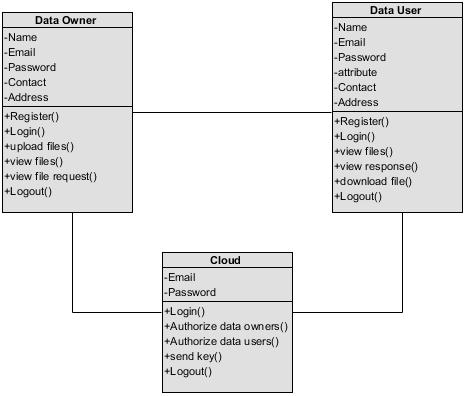 Data Owner
-Name
-Email
-Password
-Contact
-Address
+Register()
+Login()
+upload files()
+view files()
+view file request()
+Logout()
Data User
-Name
-Email
-Password
-attribute
-Contact
-Address
+Register()
+Login()
+view files()
+view response()
+download file()
+Logout()
Cloud
-Email
-Password
+Login()
+Authorize data owners()
+Authorize data users()
+send key()
+Logout()